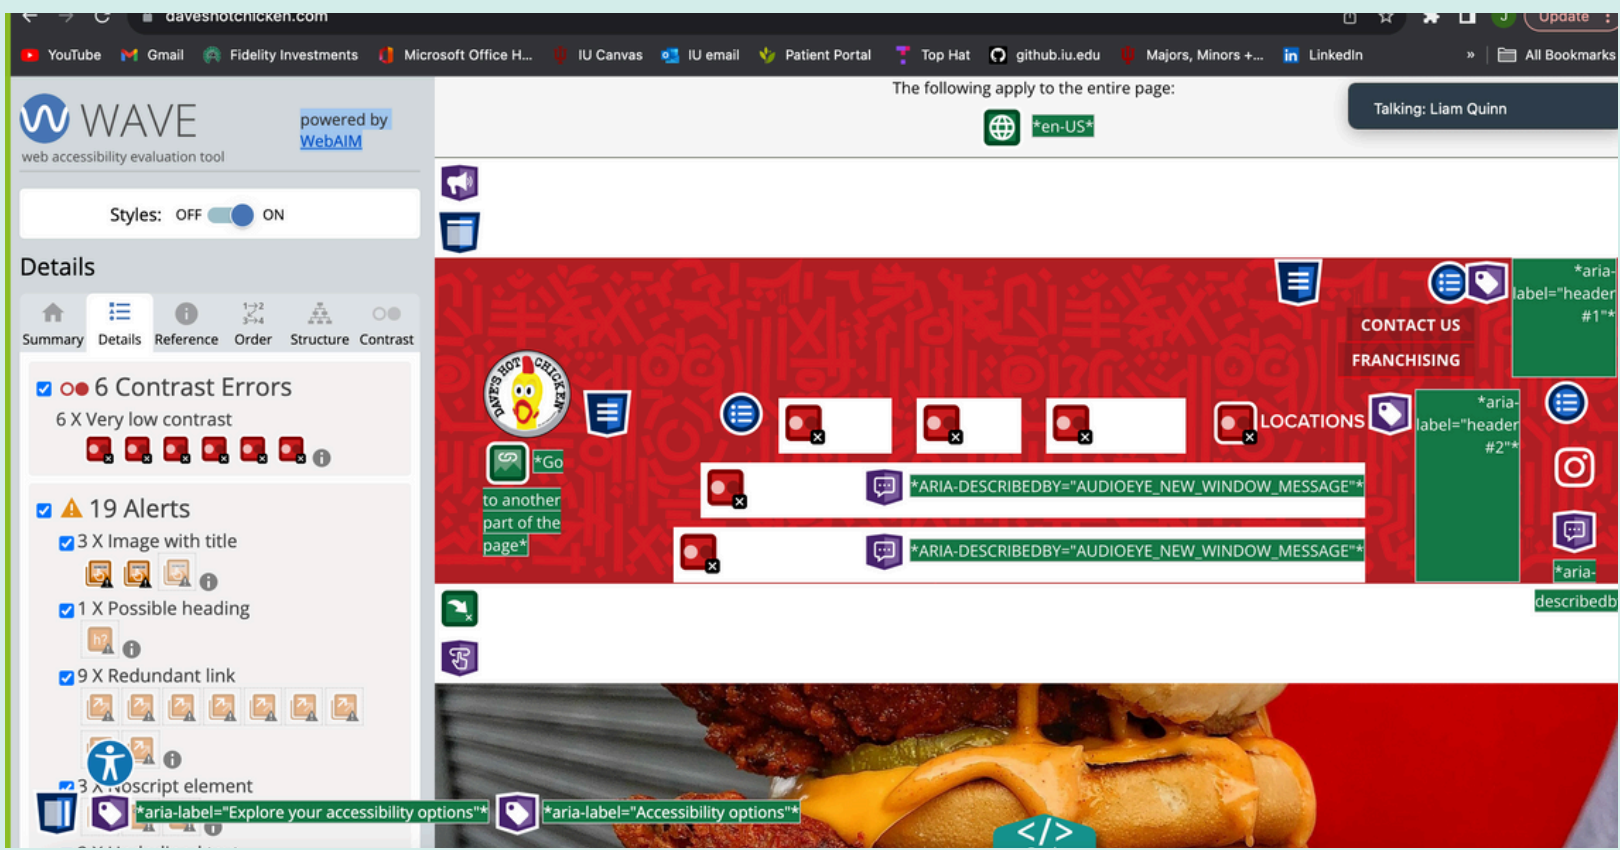 daveshotchicken.com
J
Update
YouTube
Gmail
Fidelity Investments
Microsoft Office H...
IU Canvas
IU email
Patient Portal
Top Hat
github.iu.edu
Majors, Minors +...
LinkedIn
»
All Bookmarks
WAVE
web accessibility evaluation tool
powered by
WebAIM
Styles: OFF ON
Details
Summary
Details
Reference
Order
Structure
Contrast
6 Contrast Errors
6 X Very low contrast
19 Alerts
3 X Image with title
1 X Possible heading
h?
9 X Redundant link
3 X Noscript element
The following apply to the entire page:
*en-US*
Talking: Liam Quinn
*aria-
label="header
#1"*
CONTACT US
FRANCHISING
DAVE'S HOT CHICKEN
*Go
to another
part of the
page*
LOCATIONS
*aria-
label="header
#2"*
*ARIA-DESCRIBEDBY="AUDIOEYE_NEW_WINDOW_MESSAGE"*
*ARIA-DESCRIBEDBY="AUDIOEYE_NEW_WINDOW_MESSAGE"*
*aria-
describedb
*aria-label="Explore your accessibility options"*
*aria-label="Accessibility options"*
</>